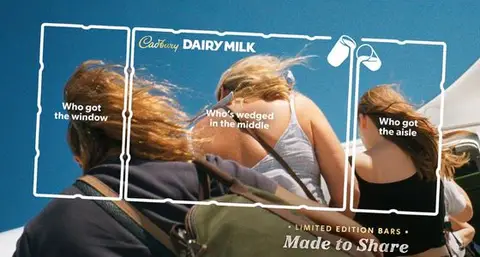 Cadbury DAIRY MILK
Who got
the window
Who's wedged
in the middle
Who got
the aisle
• LIMITED EDITION BARS •
Made to Share